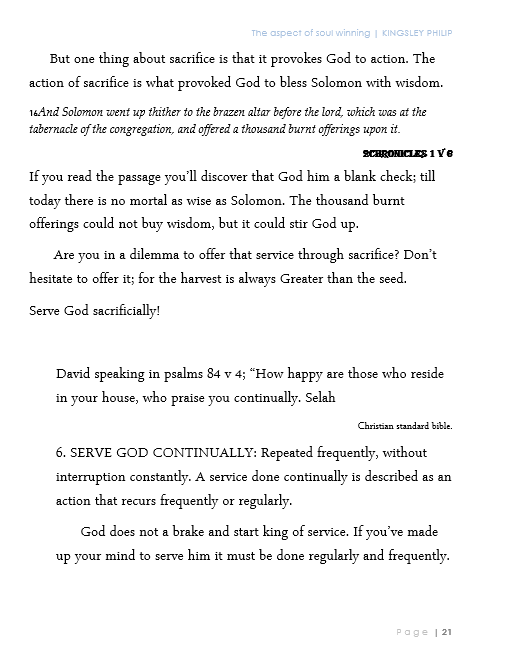 The aspect of soul winning | KINGSLEY PHILIP
But one thing about sacrifice is that it provokes God to action. The
action of sacrifice is what provoked God to bless Solomon with wisdom.
16And Solomon went up thither to the brazen altar before the lord, which was at the
tabernacle of the congregation, and offered a thousand burnt offerings upon it.
2CHRONICLES 1 V 6
If you read the passage you’ll discover that God him a blank check; till
today there is no mortal as wise as Solomon. The thousand burnt
offerings could not buy wisdom, but it could stir God up.
Are you in a dilemma to offer that service through sacrifice? Don’t
hesitate to offer it; for the harvest is always Greater than the seed.
Serve God sacrificially!
David speaking in psalms 84 v 4; “How happy are those who reside
in your house, who praise you continually. Selah
Christian standard bible.
6. SERVE GOD CONTINUALLY: Repeated frequently, without
interruption constantly. A service done continually is described as an
action that recurs frequently or regularly.
God does not a brake and start king of service. If you’ve made
up your mind to serve him it must be done regularly and frequently.
Page | 21